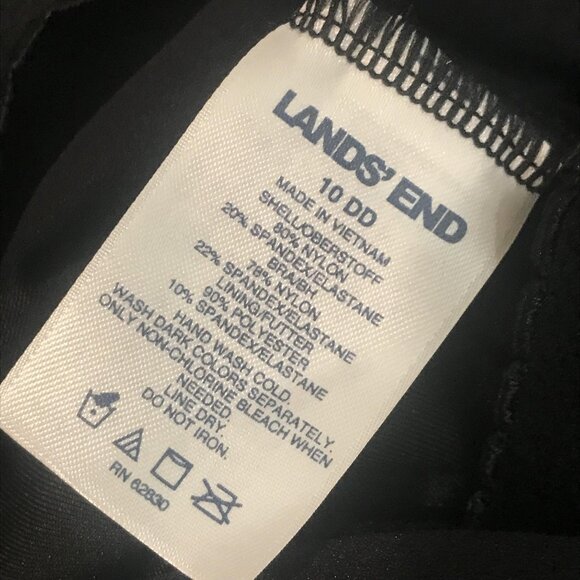 LANDS' END
10 DD
MADE IN VIETNAM
SHELL/OBERSTOFF
80% NYLON
20% SPANDEX/ELASTANE
BRA/BH
78% NYLON
22% SPANDEX/ELASTANE
LINING/FUTTER
90% POLYESTER
10% SPANDEX/ELASTANE
HAND WASH COLD.
WASH DARK COLORS SEPARATELY.
ONLY NON-CHLORINE BLEACH WHEN
NEEDED.
LINE DRY.
DO NOT IRON.
RN 62830